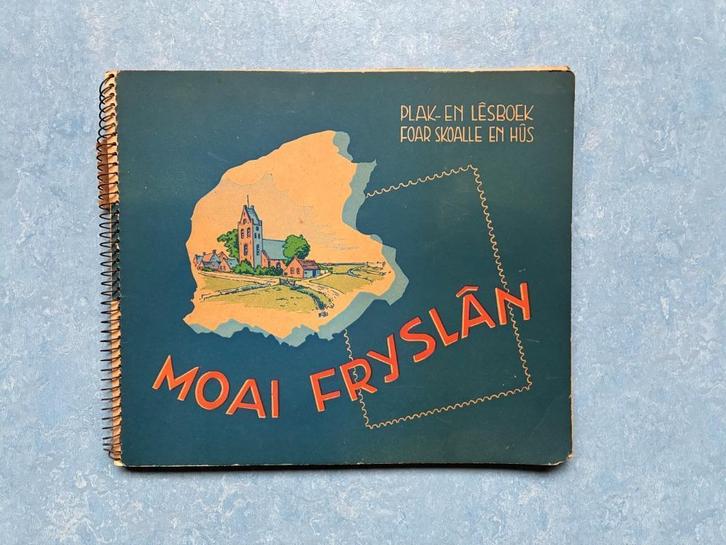 PLAK- EN LÊSBOEK
FOAR SKOALLE EN HÛS
MOAI FRYSLÂN